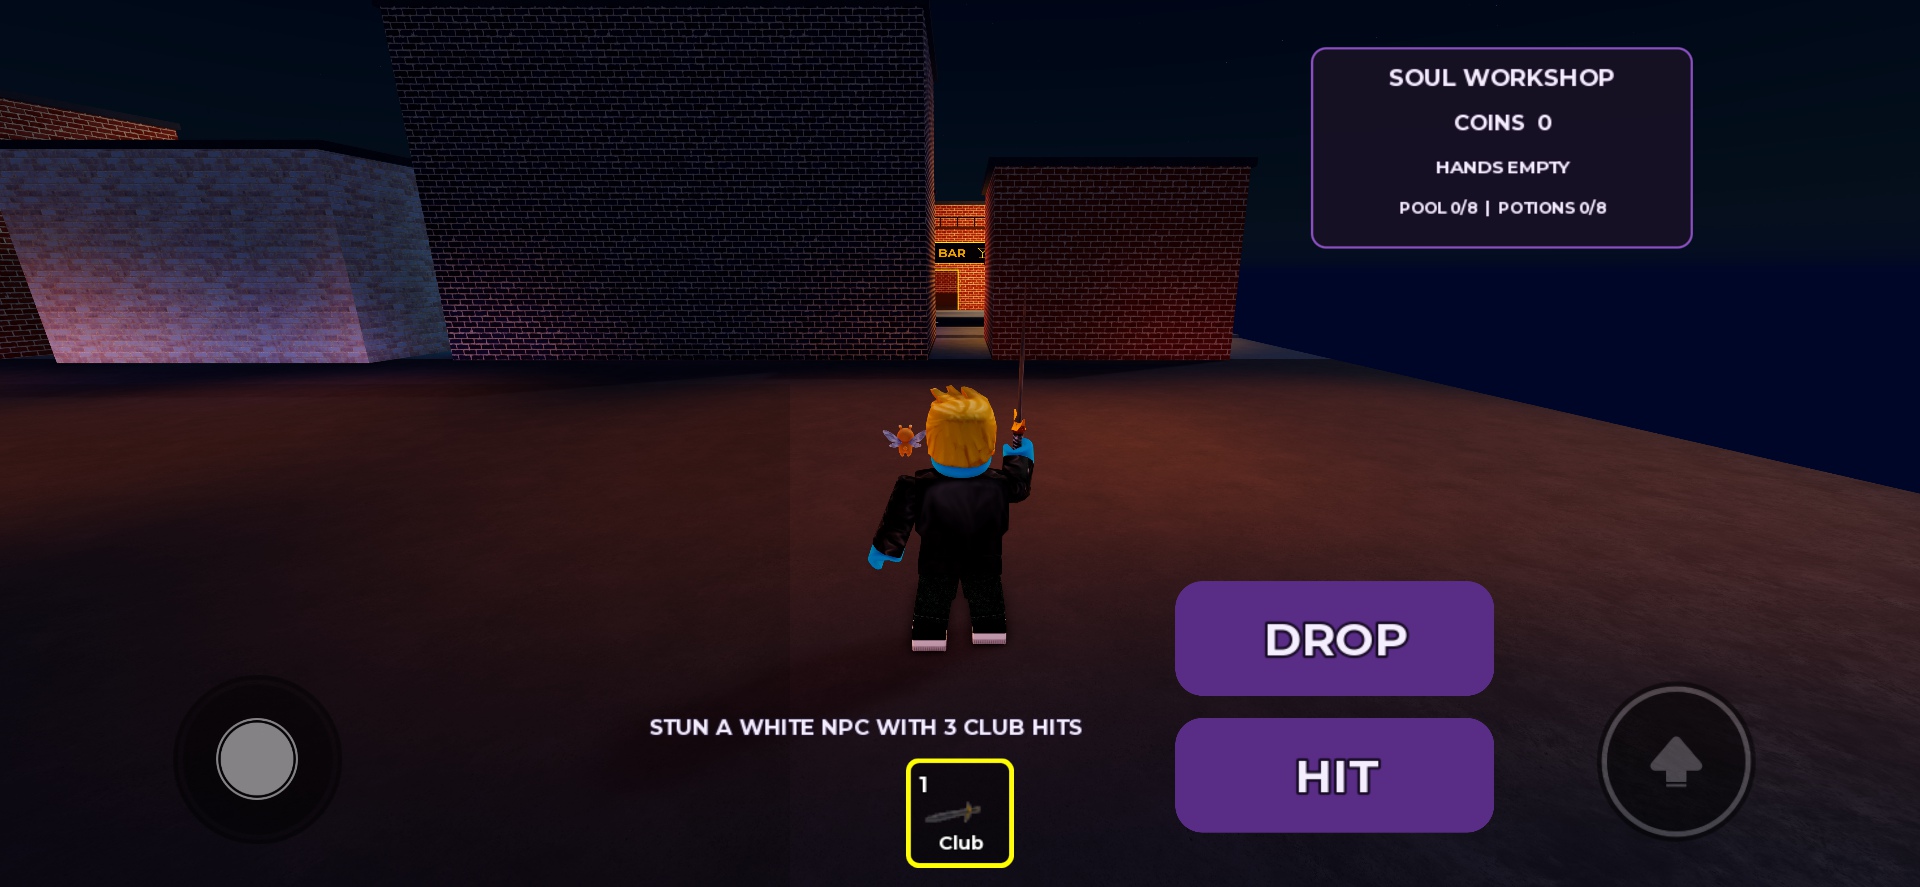 SOUL WORKSHOP
COINS 0
HANDS EMPTY
POOL 0/8 | POTIONS 0/8
BAR
DROP
STUN A WHITE NPC WITH 3 CLUB HITS
HIT
1
Club